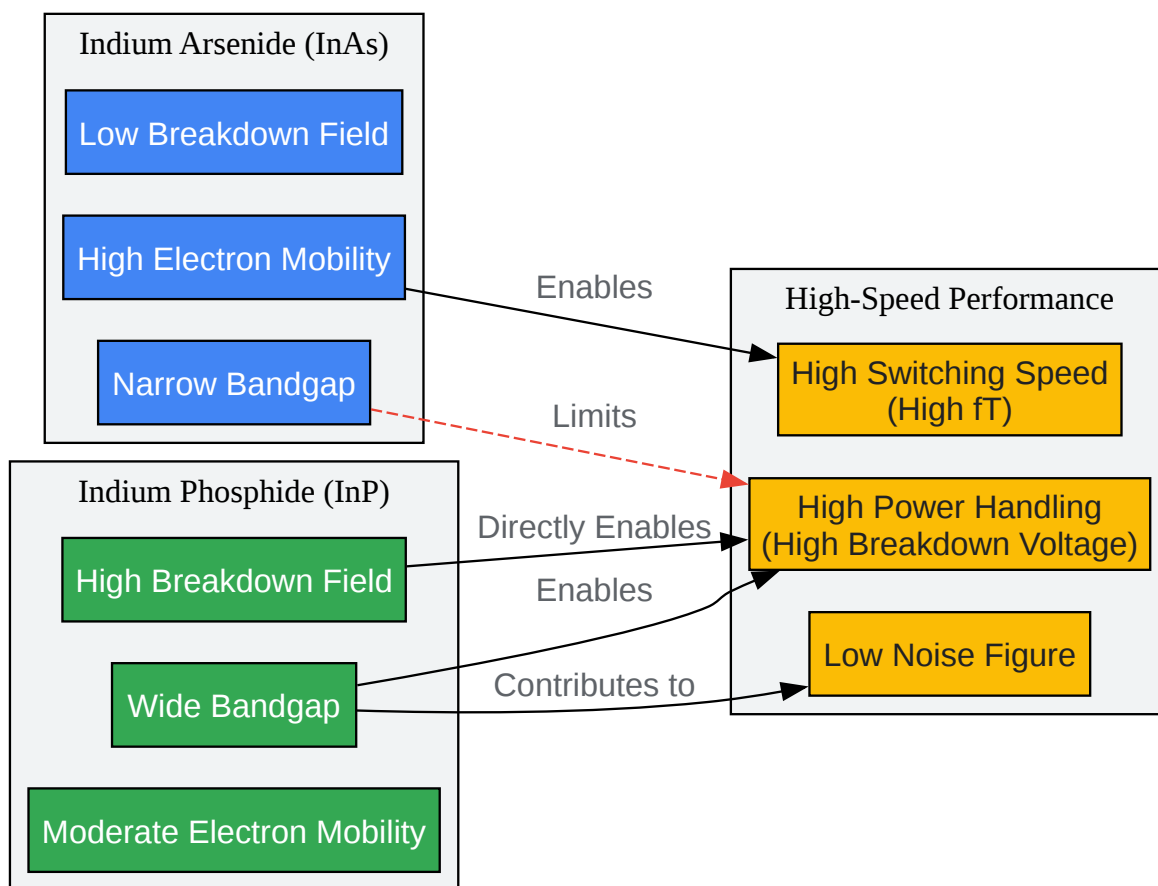 Indium Arsenide (InAs)
Low Breakdown Field
High Electron Mobility
Narrow Bandgap
Indium Phosphide (InP)
High Breakdown Field
Wide Bandgap
Moderate Electron Mobility
Enables
Limits
Directly Enables
Enables
Contributes to
High-Speed Performance
High Switching Speed
(High fT)
High Power Handling
(High Breakdown Voltage)
Low Noise Figure